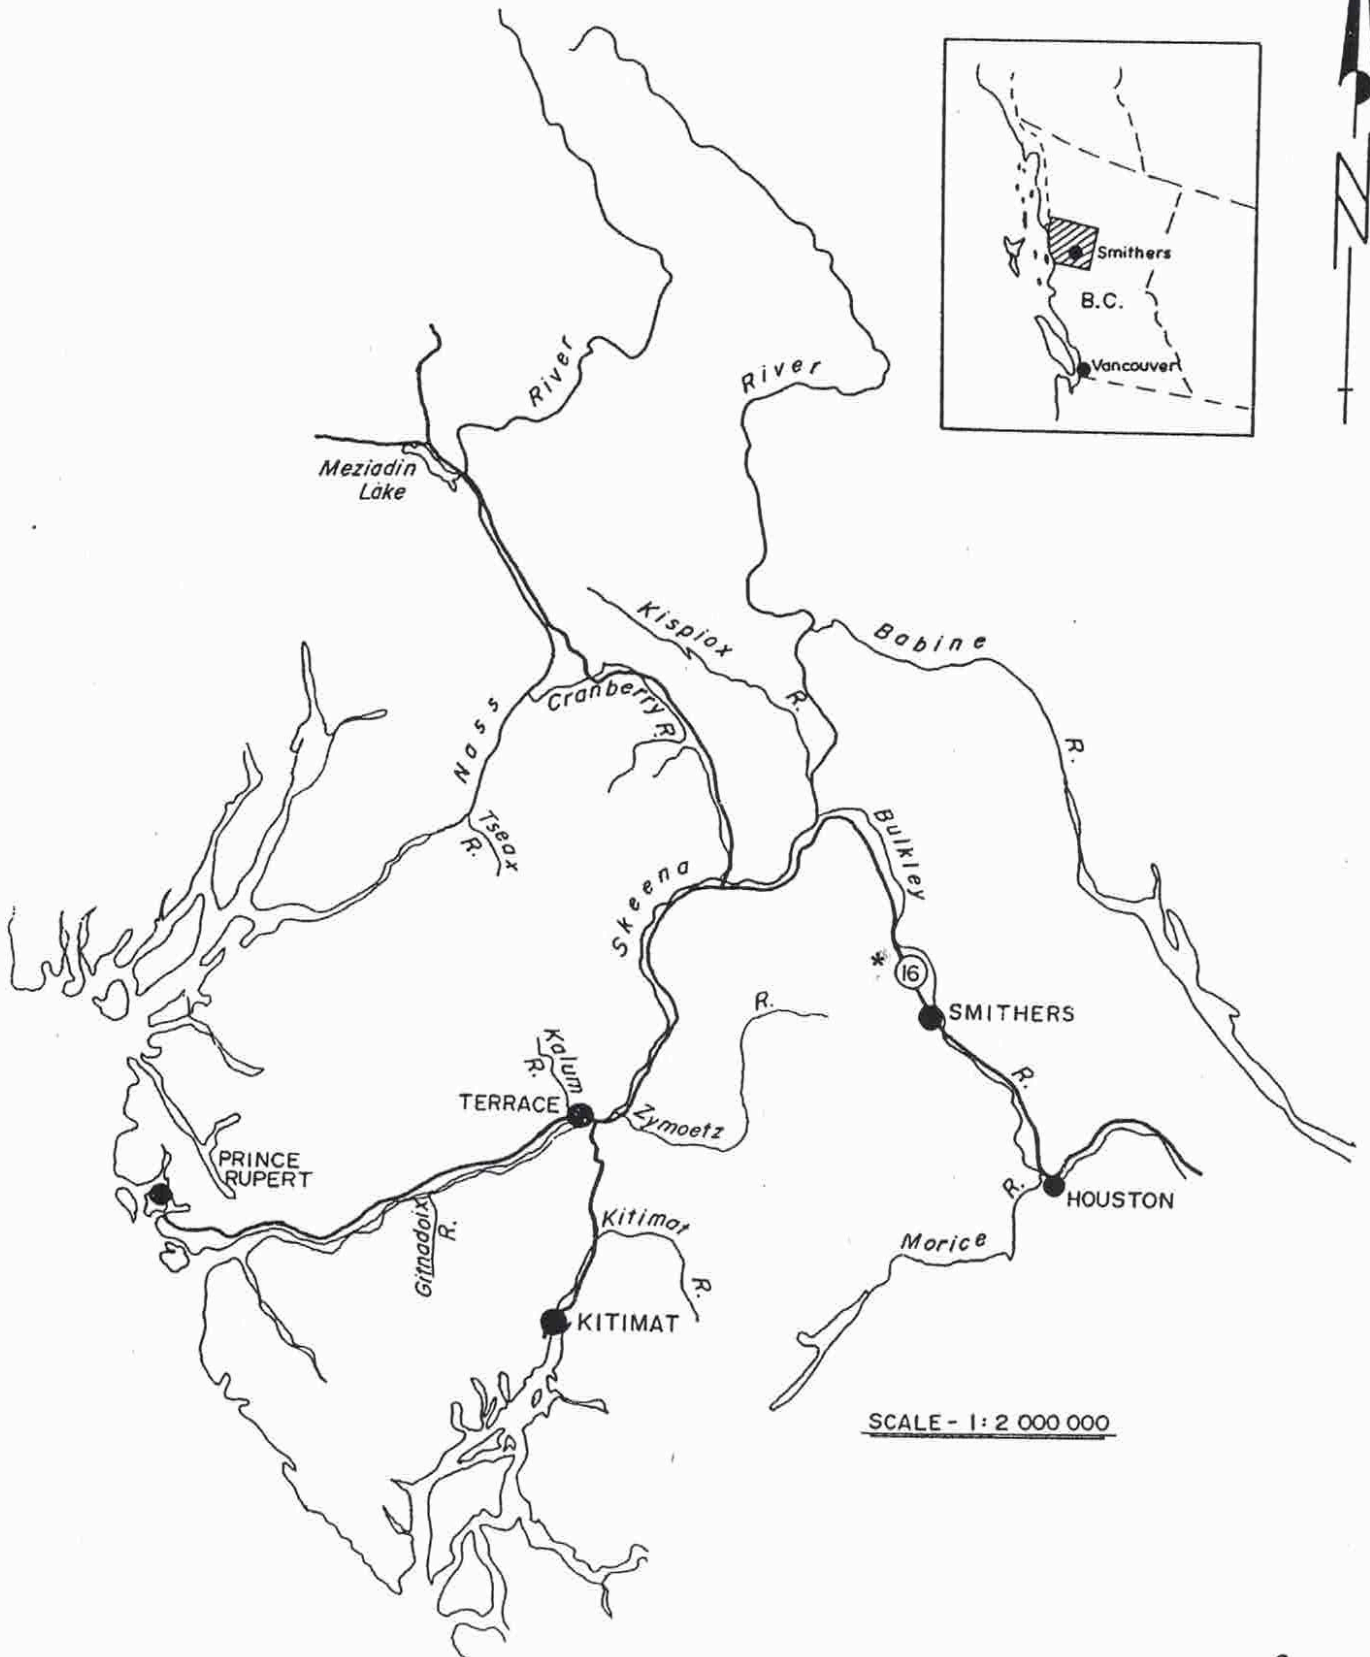 N
Smithers
B.C.
Vancouver
River
River
Meziadin
Lake
Kispiox
R.
Babine
R.
Cranberry
R.
Nass
Tseax
R.
Bulkley
Skeena
*
16
SMITHERS
R.
R.
Kalum
R.
TERRACE
Zymoetz
PRINCE
RUPERT
Gitnadoix
R.
Kitimat
R.
R.
HOUSTON
Morice
KITIMAT
SCALE - 1: 2 000 000